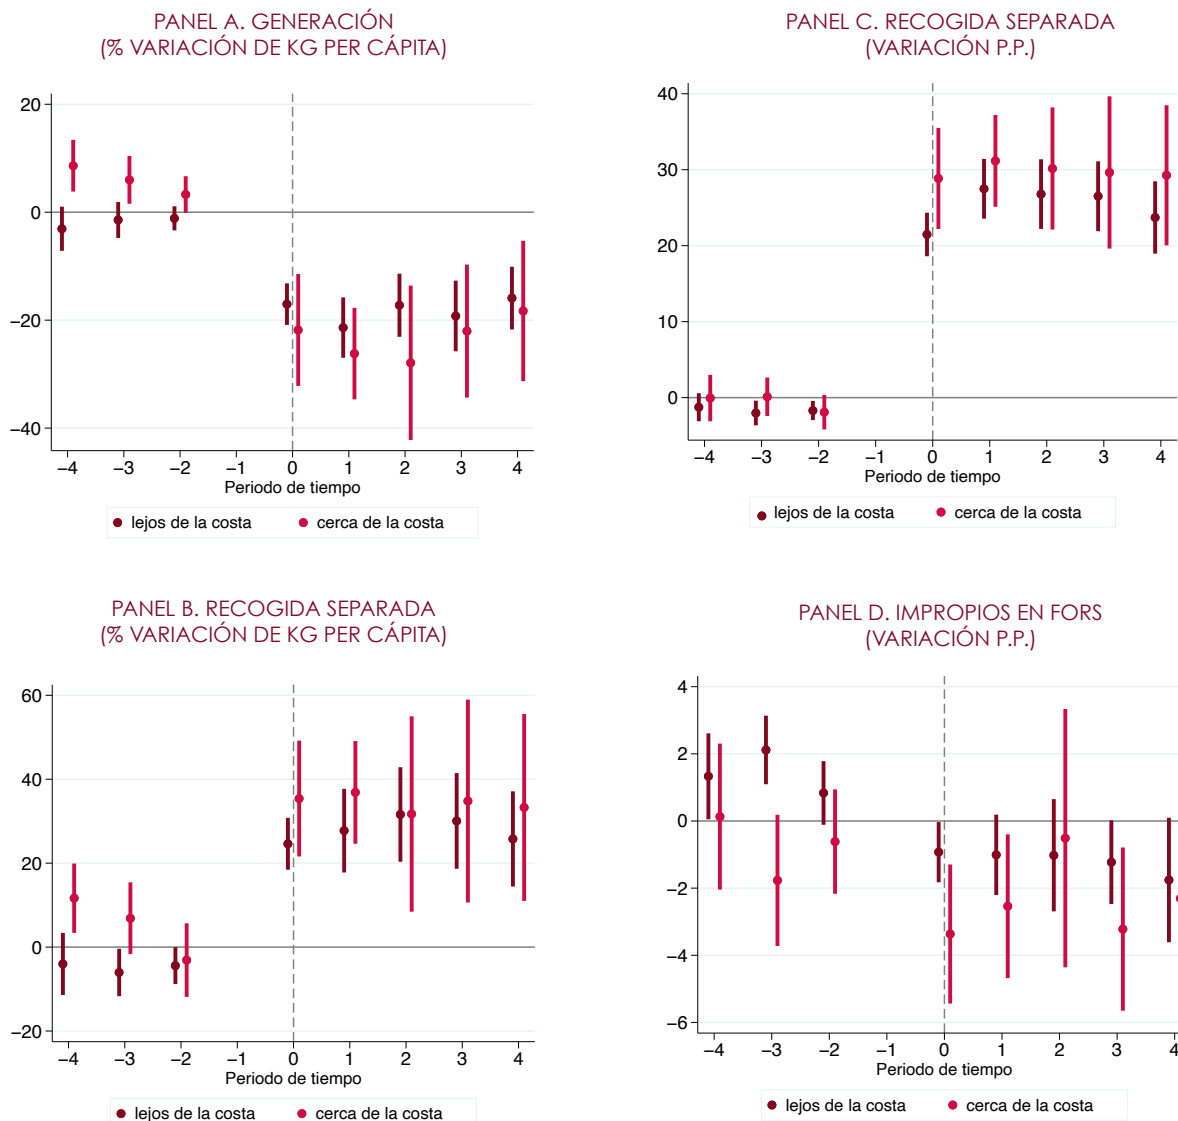 PANEL A. GENERACIÓN
(% VARIACIÓN DE KG PER CÁPITA)
20
0
−20
−40
−4 −3 −2 −1 0 1 2 3 4
Periodo de tiempo
lejos de la costa cerca de la costa
PANEL C. RECOGIDA SEPARADA
(VARIACIÓN P.P.)
40
30
20
10
0
−4 −3 −2 −1 0 1 2 3 4
Periodo de tiempo
lejos de la costa cerca de la costa
PANEL B. RECOGIDA SEPARADA
(% VARIACIÓN DE KG PER CÁPITA)
60
40
20
0
−20
−4 −3 −2 −1 0 1 2 3 4
Periodo de tiempo
lejos de la costa cerca de la costa
PANEL D. IMPROPIOS EN FORS
(VARIACIÓN P.P.)
4
2
0
−2
−4
−6
−4 −3 −2 −1 0 1 2 3 4
Periodo de tiempo
lejos de la costa cerca de la costa